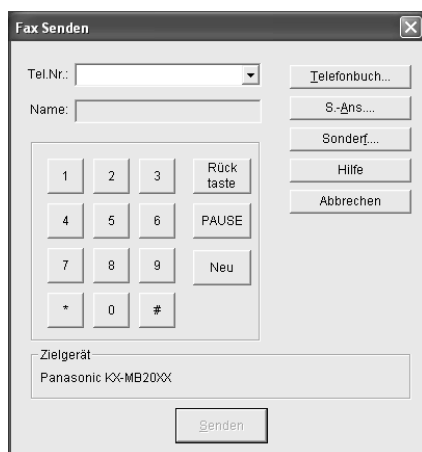 Fax Senden
Tel.Nr.:
Telefonbuch...
Name:
S.-Ans....
Sonderf....
Hilfe
Abbrechen
1 2 3 Rück
taste
4 5 6 PAUSE
7 8 9 Neu
* 0 #
Zielgerät
Panasonic KX-MB20XX
Senden